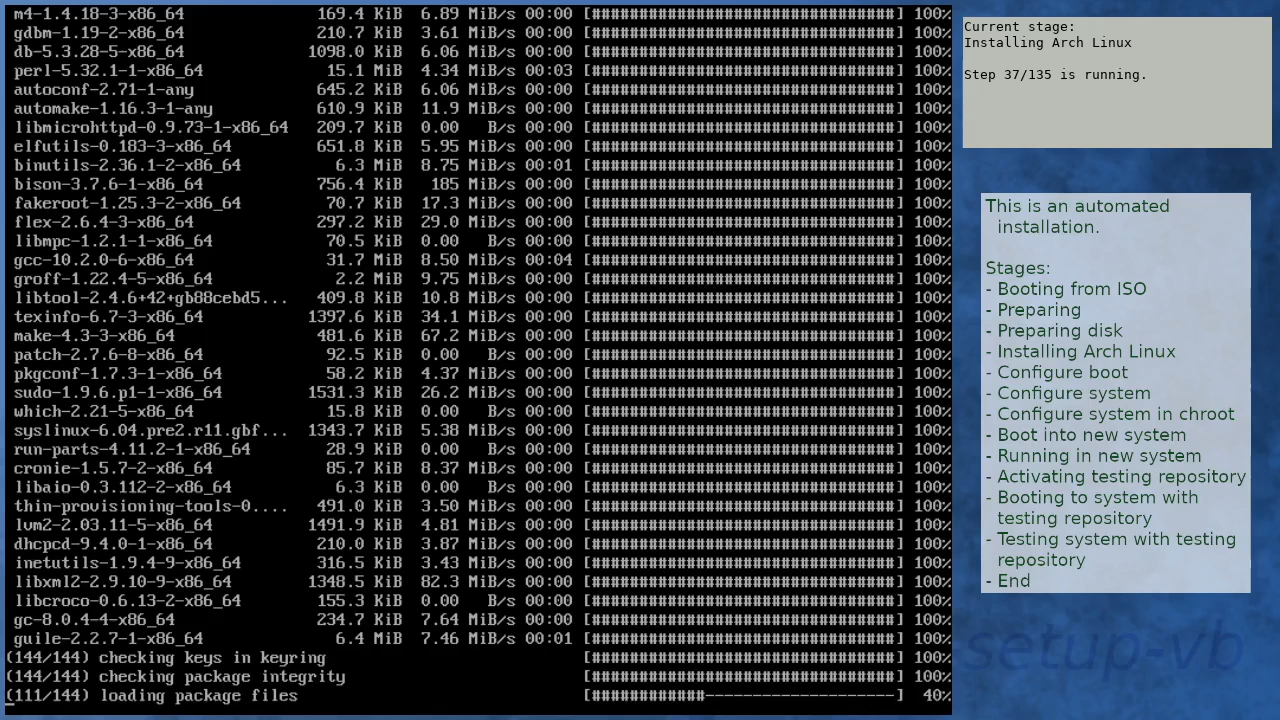 m4-1.4.18-3-x86_64 169.4 KiB 6.89 MiB/s 00:00 [################################] 100%
gdbm-1.19-2-x86_64 210.7 KiB 3.61 MiB/s 00:00 [################################] 100%
db-5.3.28-5-x86_64 1098.0 KiB 6.06 MiB/s 00:00 [################################] 100%
perl-5.32.1-1-x86_64 15.1 MiB 4.34 MiB/s 00:03 [################################] 100%
autoconf-2.71-1-any 645.2 KiB 6.06 MiB/s 00:00 [################################] 100%
automake-1.16.3-1-any 610.9 KiB 11.9 MiB/s 00:00 [################################] 100%
libmicrohttpd-0.9.73-1-x86_64 209.7 KiB 0.00 B/s 00:00 [################################] 100%
elfutils-0.183-3-x86_64 651.8 KiB 5.95 MiB/s 00:00 [################################] 100%
binutils-2.36.1-2-x86_64 6.3 MiB 8.75 MiB/s 00:01 [################################] 100%
bison-3.7.6-1-x86_64 756.4 KiB 185 MiB/s 00:00 [################################] 100%
fakeroot-1.25.3-2-x86_64 70.7 KiB 17.3 MiB/s 00:00 [################################] 100%
flex-2.6.4-3-x86_64 297.2 KiB 29.0 MiB/s 00:00 [################################] 100%
libmpc-1.2.1-1-x86_64 70.5 KiB 0.00 B/s 00:00 [################################] 100%
gcc-10.2.0-6-x86_64 31.7 MiB 8.50 MiB/s 00:04 [################################] 100%
groff-1.22.4-5-x86_64 2.2 MiB 9.75 MiB/s 00:00 [################################] 100%
libtool-2.4.6+42+gb88cebd5... 409.8 KiB 10.8 MiB/s 00:00 [################################] 100%
texinfo-6.7-3-x86_64 1397.6 KiB 34.1 MiB/s 00:00 [################################] 100%
make-4.3-3-x86_64 481.6 KiB 67.2 MiB/s 00:00 [################################] 100%
patch-2.7.6-8-x86_64 92.5 KiB 0.00 B/s 00:00 [################################] 100%
pkgconf-1.7.3-1-x86_64 58.2 KiB 4.37 MiB/s 00:00 [################################] 100%
sudo-1.9.6.p1-1-x86_64 1531.3 KiB 26.2 MiB/s 00:00 [################################] 100%
which-2.21-5-x86_64 15.8 KiB 0.00 B/s 00:00 [################################] 100%
syslinux-6.04.pre2.r11.gbf... 1343.7 KiB 5.38 MiB/s 00:00 [################################] 100%
run-parts-4.11.2-1-x86_64 28.9 KiB 0.00 B/s 00:00 [################################] 100%
cronie-1.5.7-2-x86_64 85.7 KiB 8.37 MiB/s 00:00 [################################] 100%
libaio-0.3.112-2-x86_64 6.3 KiB 0.00 B/s 00:00 [################################] 100%
thin-provisioning-tools-0.... 491.0 KiB 3.50 MiB/s 00:00 [################################] 100%
lvm2-2.03.11-5-x86_64 1491.9 KiB 4.81 MiB/s 00:00 [################################] 100%
dhcpcd-9.4.0-1-x86_64 210.0 KiB 3.87 MiB/s 00:00 [################################] 100%
inetutils-1.9.4-9-x86_64 316.5 KiB 3.43 MiB/s 00:00 [################################] 100%
libxml2-2.9.10-9-x86_64 1348.5 KiB 82.3 MiB/s 00:00 [################################] 100%
libcroco-0.6.13-2-x86_64 155.3 KiB 0.00 B/s 00:00 [################################] 100%
gc-8.0.4-4-x86_64 234.7 KiB 7.64 MiB/s 00:00 [################################] 100%
guile-2.2.7-1-x86_64 6.4 MiB 7.46 MiB/s 00:01 [################################] 100%
(144/144) checking keys in keyring [################################] 100%
(144/144) checking package integrity [################################] 100%
(111/144) loading package files [############--------------------] 40%
Current stage:
Installing Arch Linux
Step 37/135 is running.
This is an automated
installation.
Stages:
- Booting from ISO
- Preparing
- Preparing disk
- Installing Arch Linux
- Configure boot
- Configure system
- Configure system in chroot
- Boot into new system
- Running in new system
- Activating testing repository
- Booting to system with
testing repository
- Testing system with testing
repository
- End
setup-vb